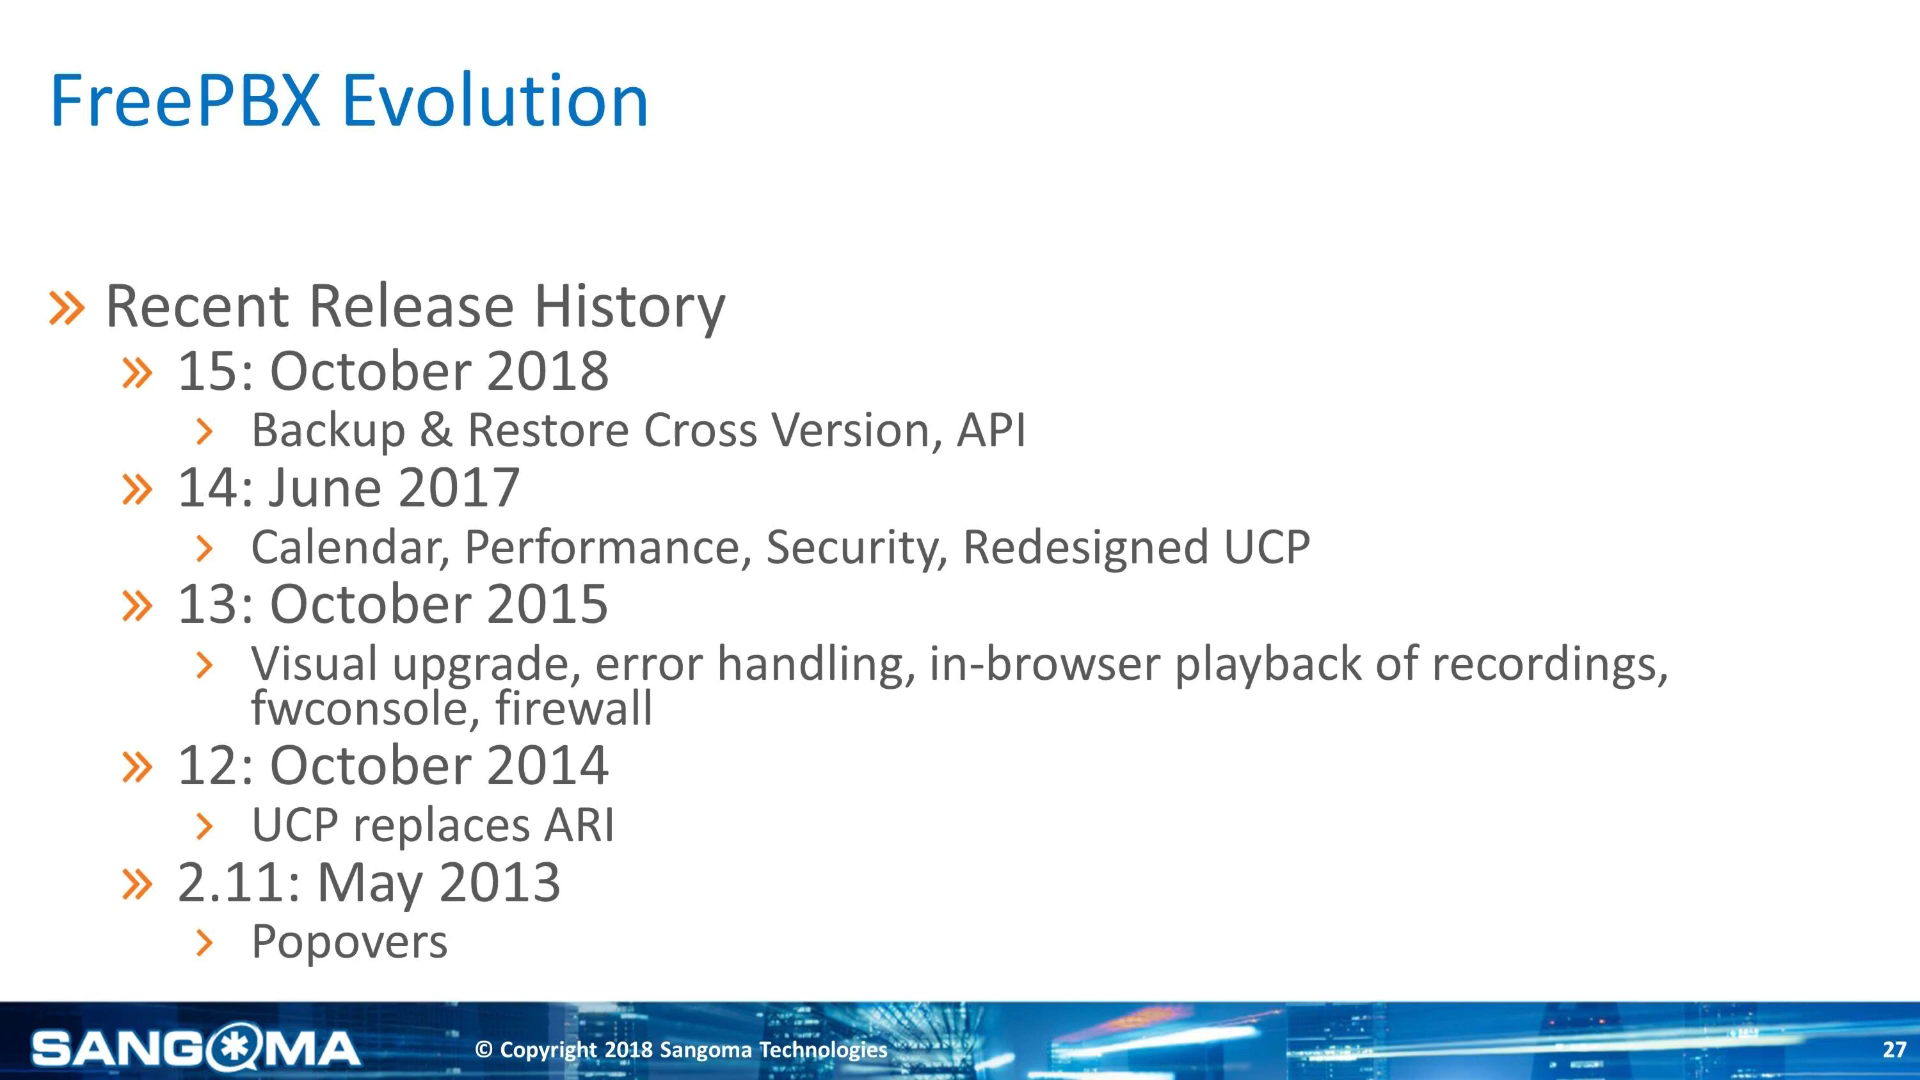 FreePBX Evolution
» Recent Release History
» 15: October 2018
› Backup & Restore Cross Version, API
» 14: June 2017
› Calendar, Performance, Security, Redesigned UCP
» 13: October 2015
› Visual upgrade, error handling, in-browser playback of recordings,
fwconsole, firewall
» 12: October 2014
› UCP replaces ARI
» 2.11: May 2013
› Popovers
SANGOMA
© Copyright 2018 Sangoma Technologies
27